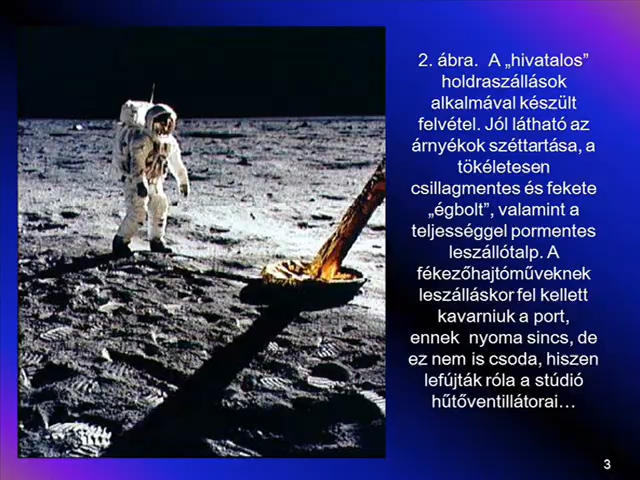 2. ábra.  A „hivatalos”
holdraszállások
alkalmával készült
felvétel. Jól látható az
árnyékok széttartása, a
tökéletesen
csillagmentes és fekete
„égbolt”, valamint a
teljességgel pormentes
leszállótalp. A
fékezőhajtóműveknek
leszálláskor fel kellett
kavarniuk a port,
ennek  nyoma sincs, de
ez nem is csoda, hiszen
lefújták róla a stúdió
hűtőventillátorai…
3